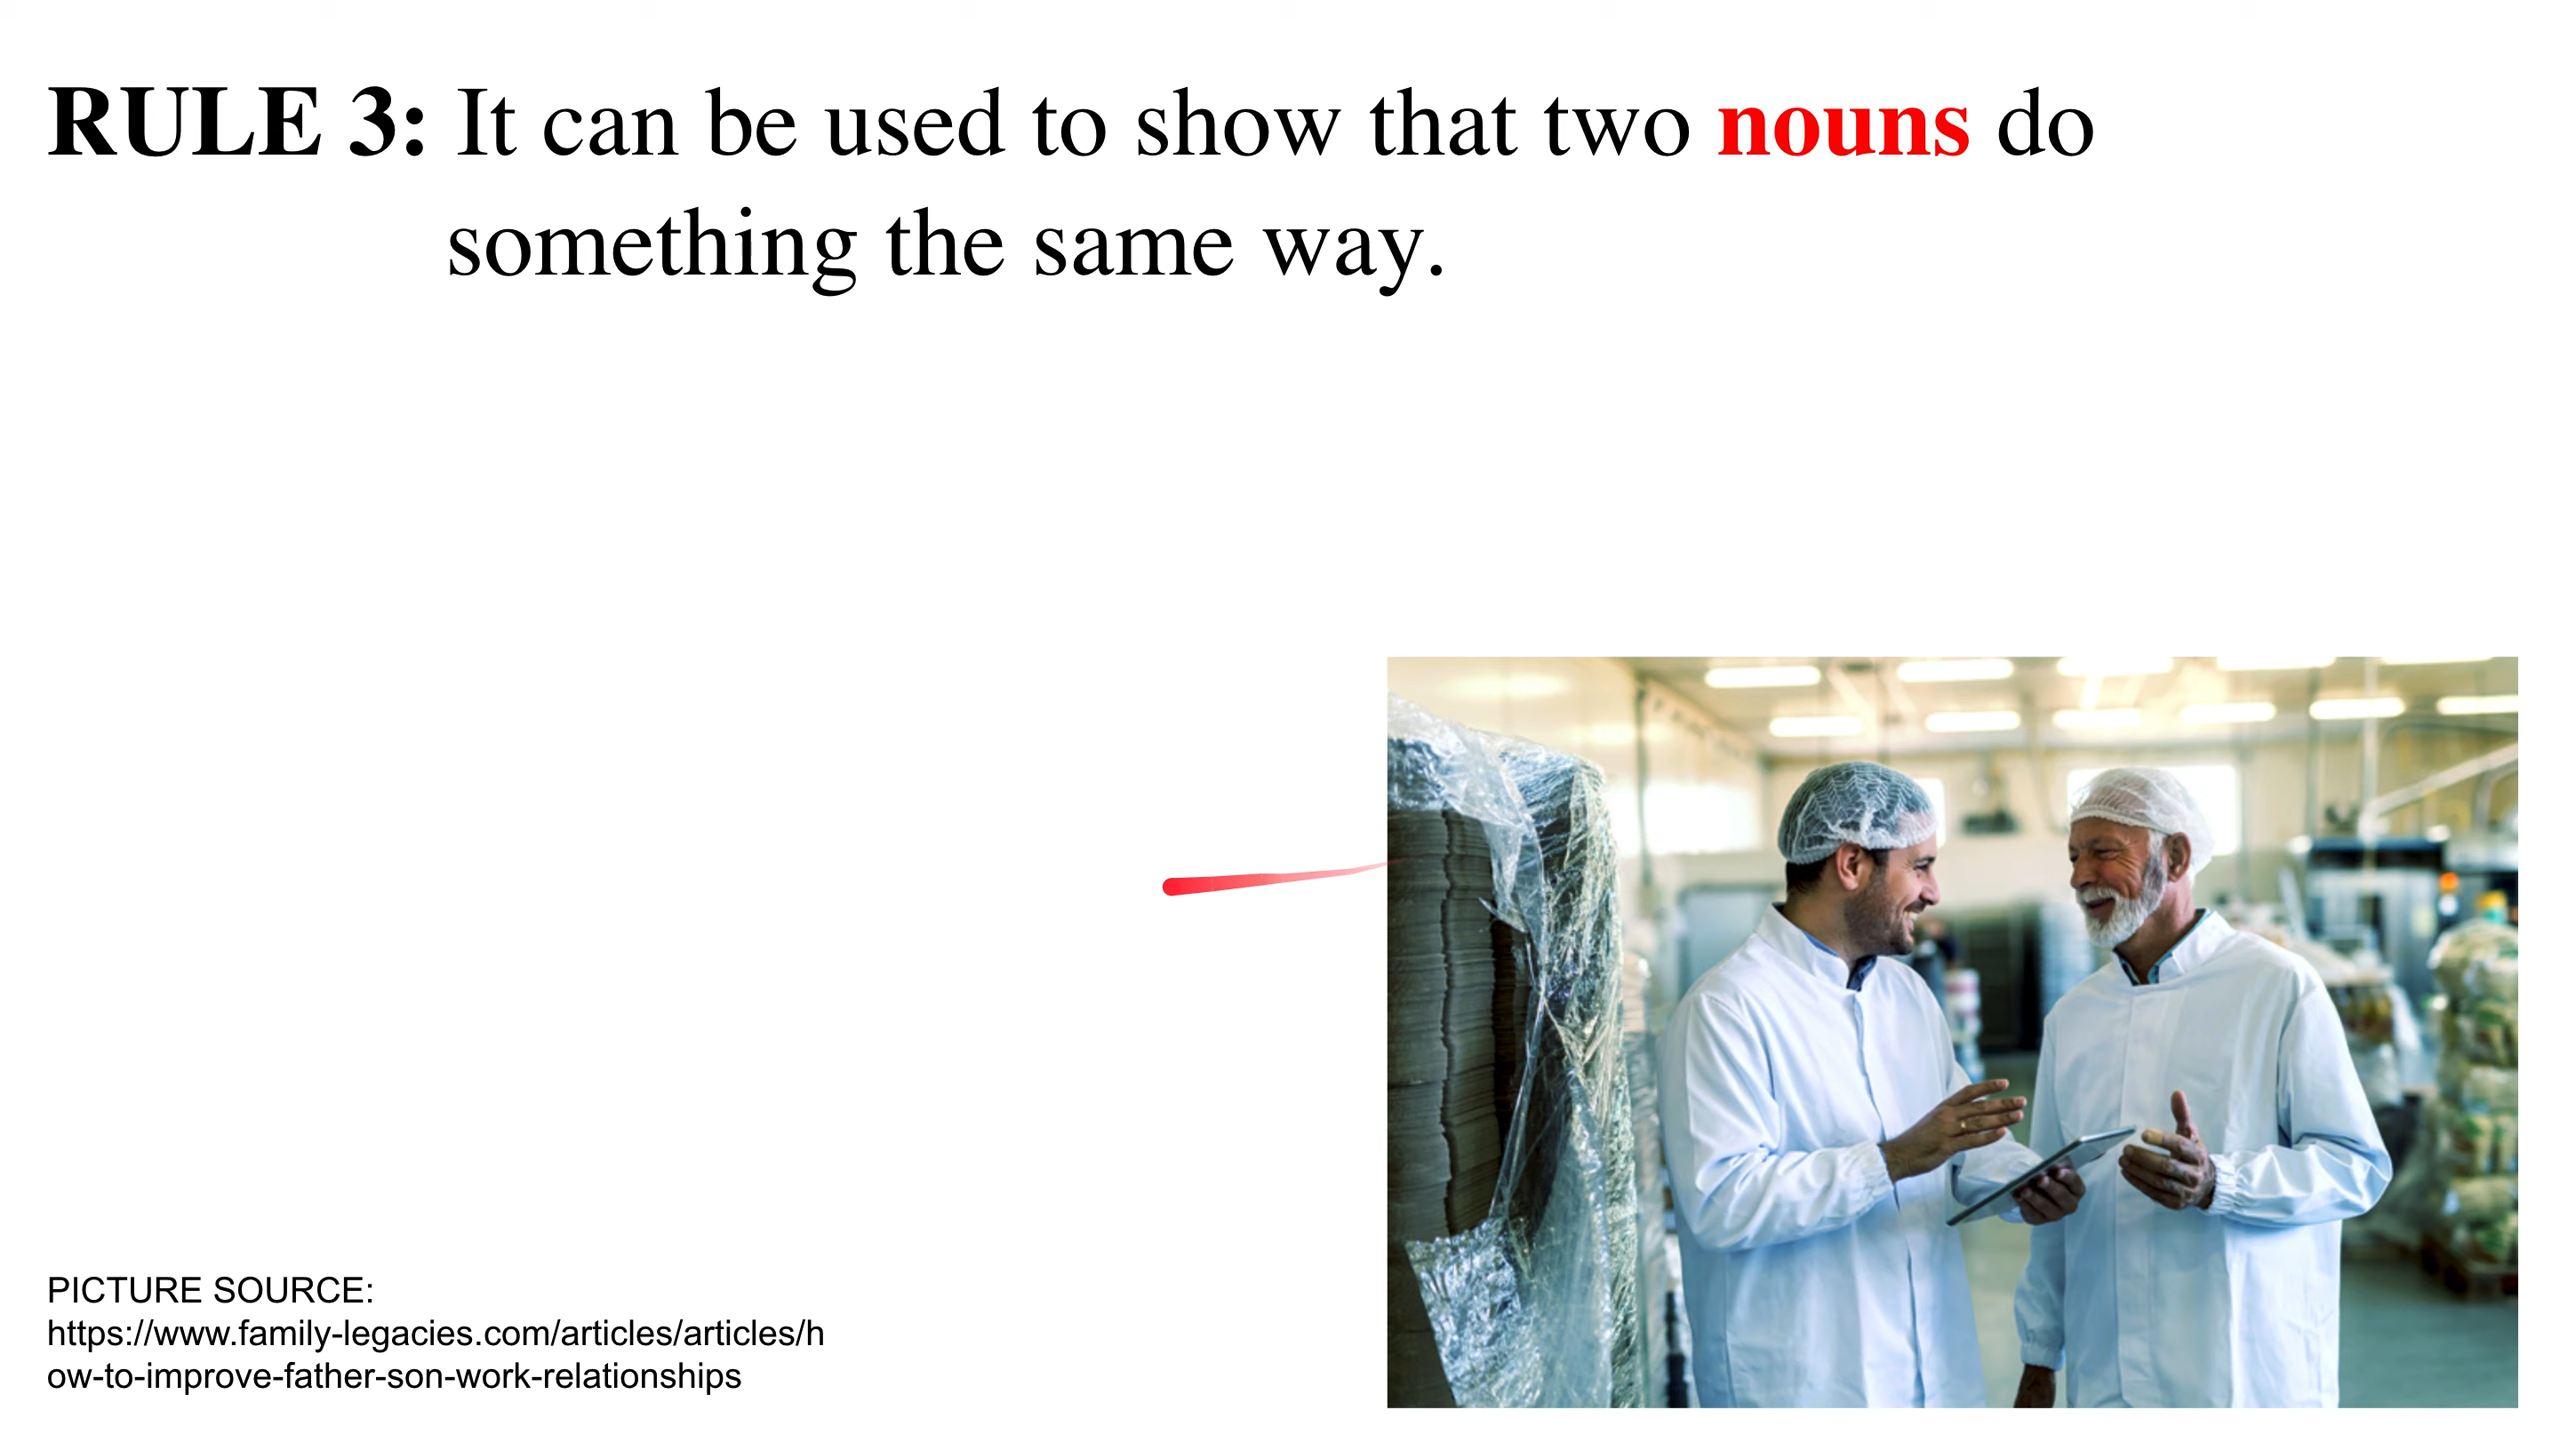 RULE 3: It can be used to show that two nouns do
something the same way.
PICTURE SOURCE:
https://www.family-legacies.com/articles/articles/h
ow-to-improve-father-son-work-relationships